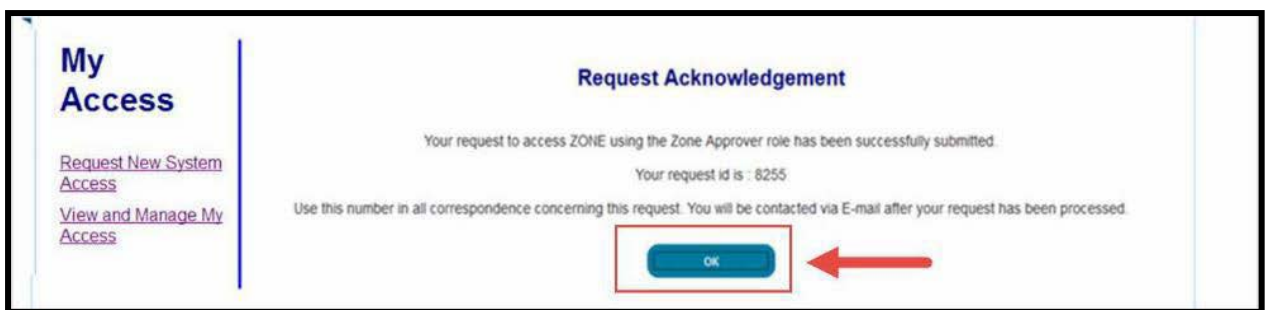 My
Access
Request New System
Access
View and Manage My
Access
Request Acknowledgement
Your request to access ZONE using the Zone Approver role has been successfully submitted.
Your request id is : 8255
Use this number in all correspondence concerning this request. You will be contacted via E-mail after your request has been processed.
OK